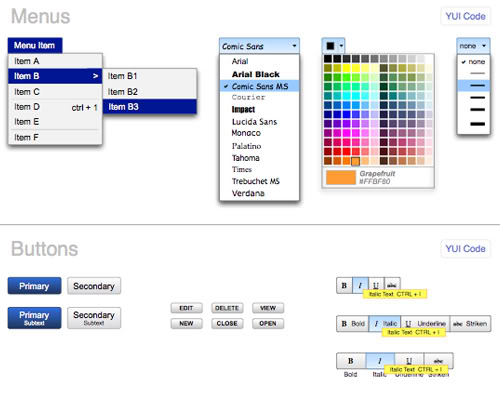 Menus
YUI Code
Menu Item
Item A
Item B >
Item C
Item D ctrl + 1
Item E
Item F
Item B1
Item B2
Item B3
Comic Sans
Arial
Arial Black
Comic Sans MS
Courier
Impact
Lucida Sans
Monaco
Palatino
Tahoma
Times
Trebuchet MS
Verdana
Grapefruit
#FFBF80
none
none
Buttons
YUI Code
Primary Secondary
Primary Secondary
Subtext Subtext
EDIT DELETE VIEW
NEW CLOSE OPEN
B I U abc
Italic Text CTRL + I
B Bold I Italic U Underline abc Striken
Italic Text CTRL + I
B I U abc
Italic Text CTRL + I
Bold Italic Underline Striken